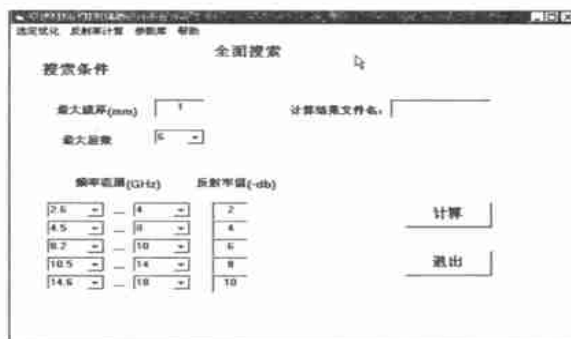 选定优化 反射率计算 参数库 帮助
全面搜索
搜索条件
最大膜厚(mm) 1 计算结果文件名:
最大层数 6
频率范围(GHz) 反射率值(-db)
2.6 ... 4 2
4.5 ... 8 4
8.2 ... 10 6
10.5 ... 14 8
14.6 ... 18 10
计算
退出